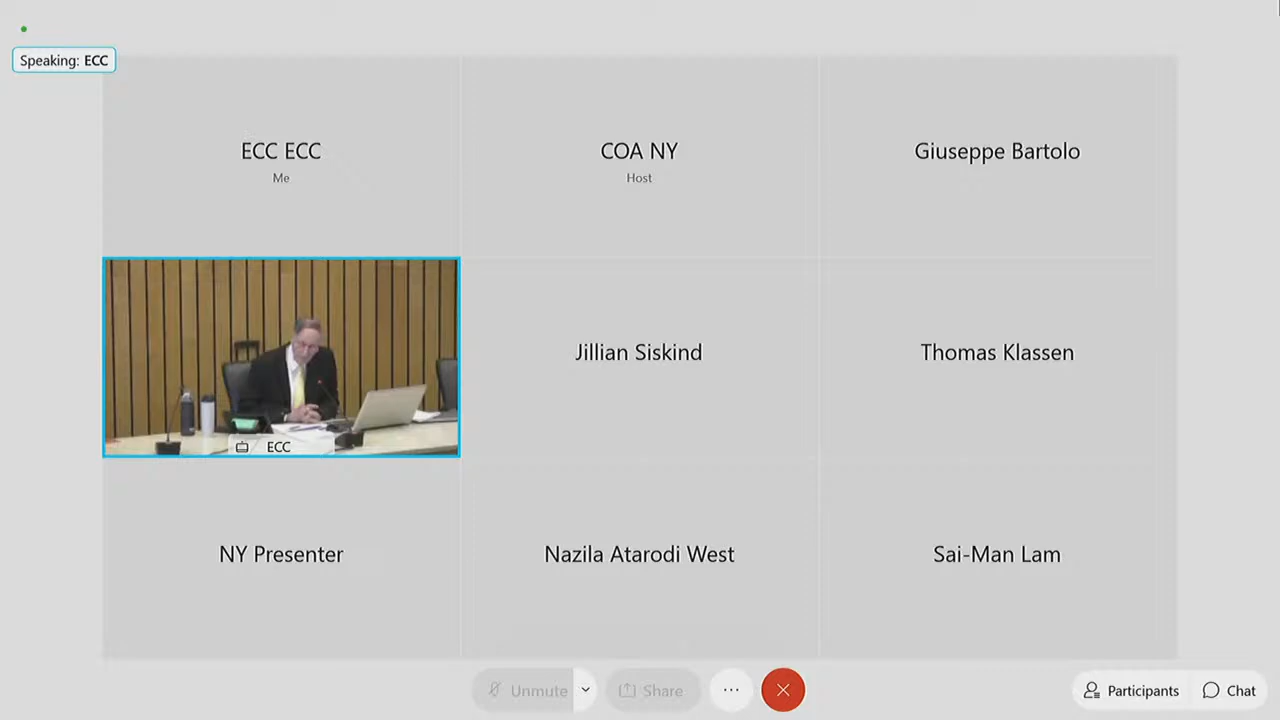 Speaking: ECC
ECC ECC
Me
COA NY
Host
Giuseppe Bartolo
ECC
Jillian Siskind
Thomas Klassen
NY Presenter
Nazila Atarodi West
Sai-Man Lam
Unmute
Share
Participants
Chat